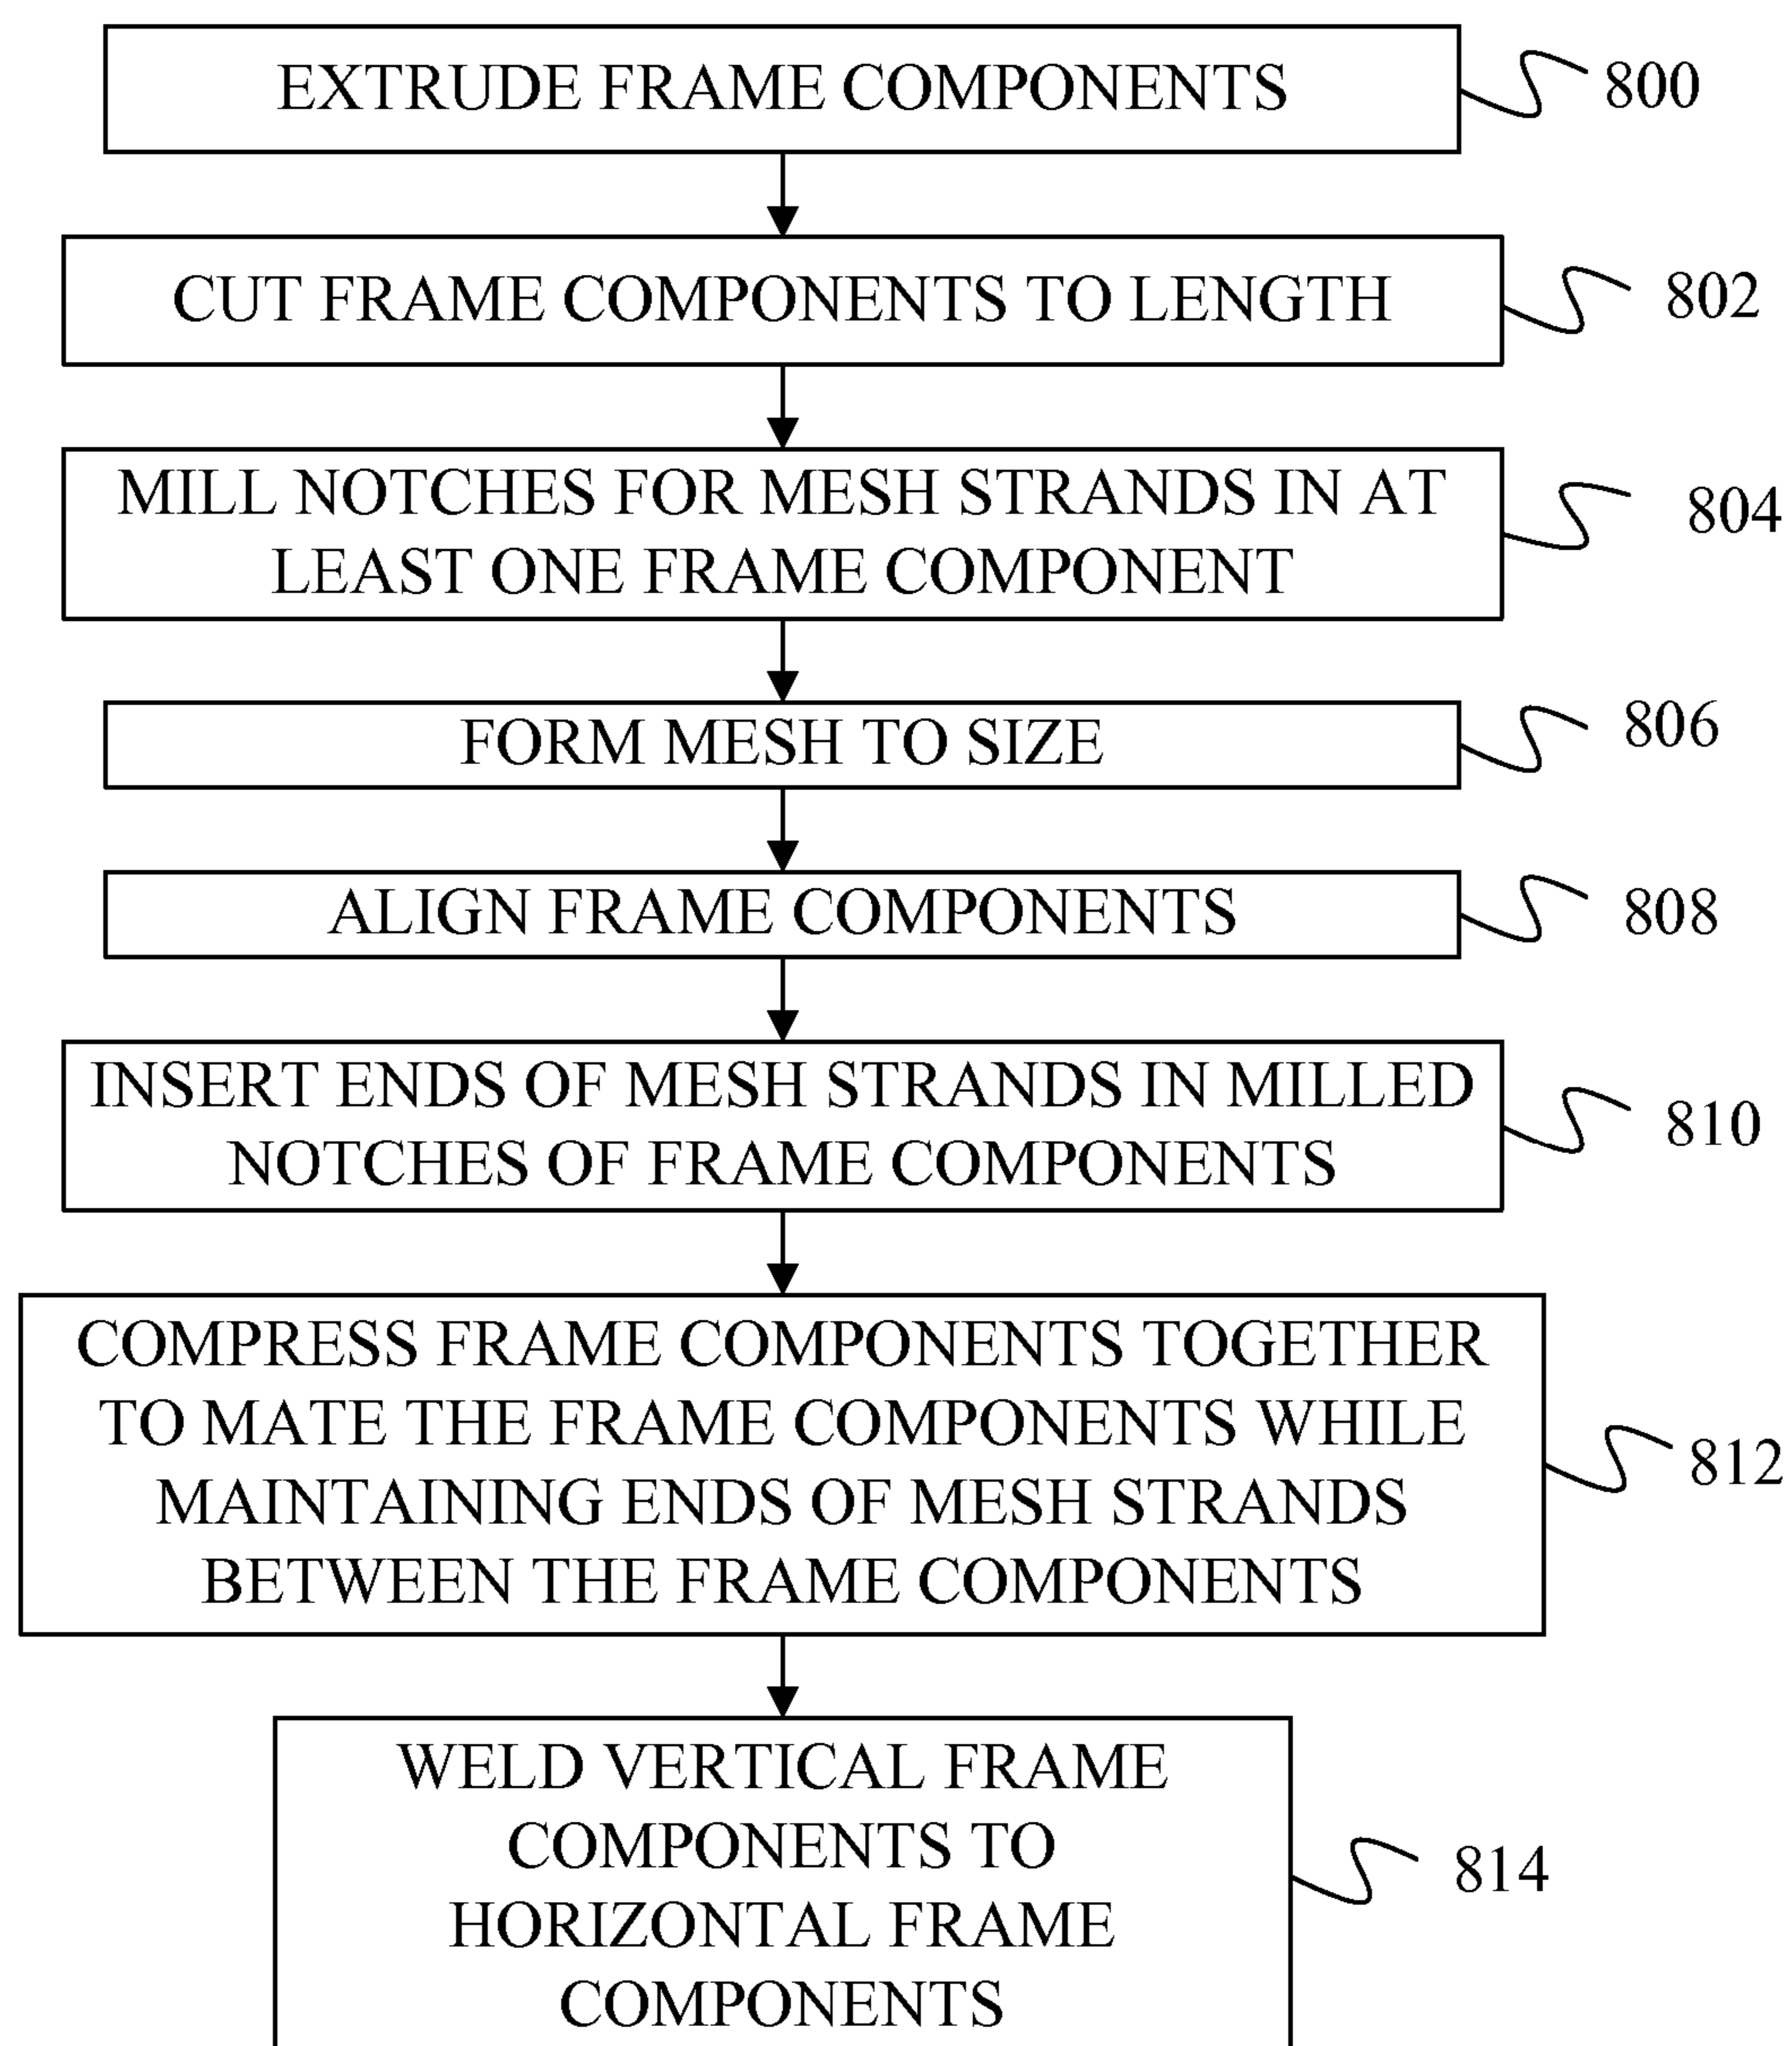 EXTRUDE FRAME COMPONENTS
800
CUT FRAME COMPONENTS TO LENGTH
802
MILL NOTCHES FOR MESH STRANDS IN AT
LEAST ONE FRAME COMPONENT
804
FORM MESH TO SIZE
806
ALIGN FRAME COMPONENTS
808
INSERT ENDS OF MESH STRANDS IN MILLED
NOTCHES OF FRAME COMPONENTS
810
COMPRESS FRAME COMPONENTS TOGETHER
TO MATE THE FRAME COMPONENTS WHILE
MAINTAINING ENDS OF MESH STRANDS
BETWEEN THE FRAME COMPONENTS
812
WELD VERTICAL FRAME
COMPONENTS TO
HORIZONTAL FRAME
COMPONENTS
814